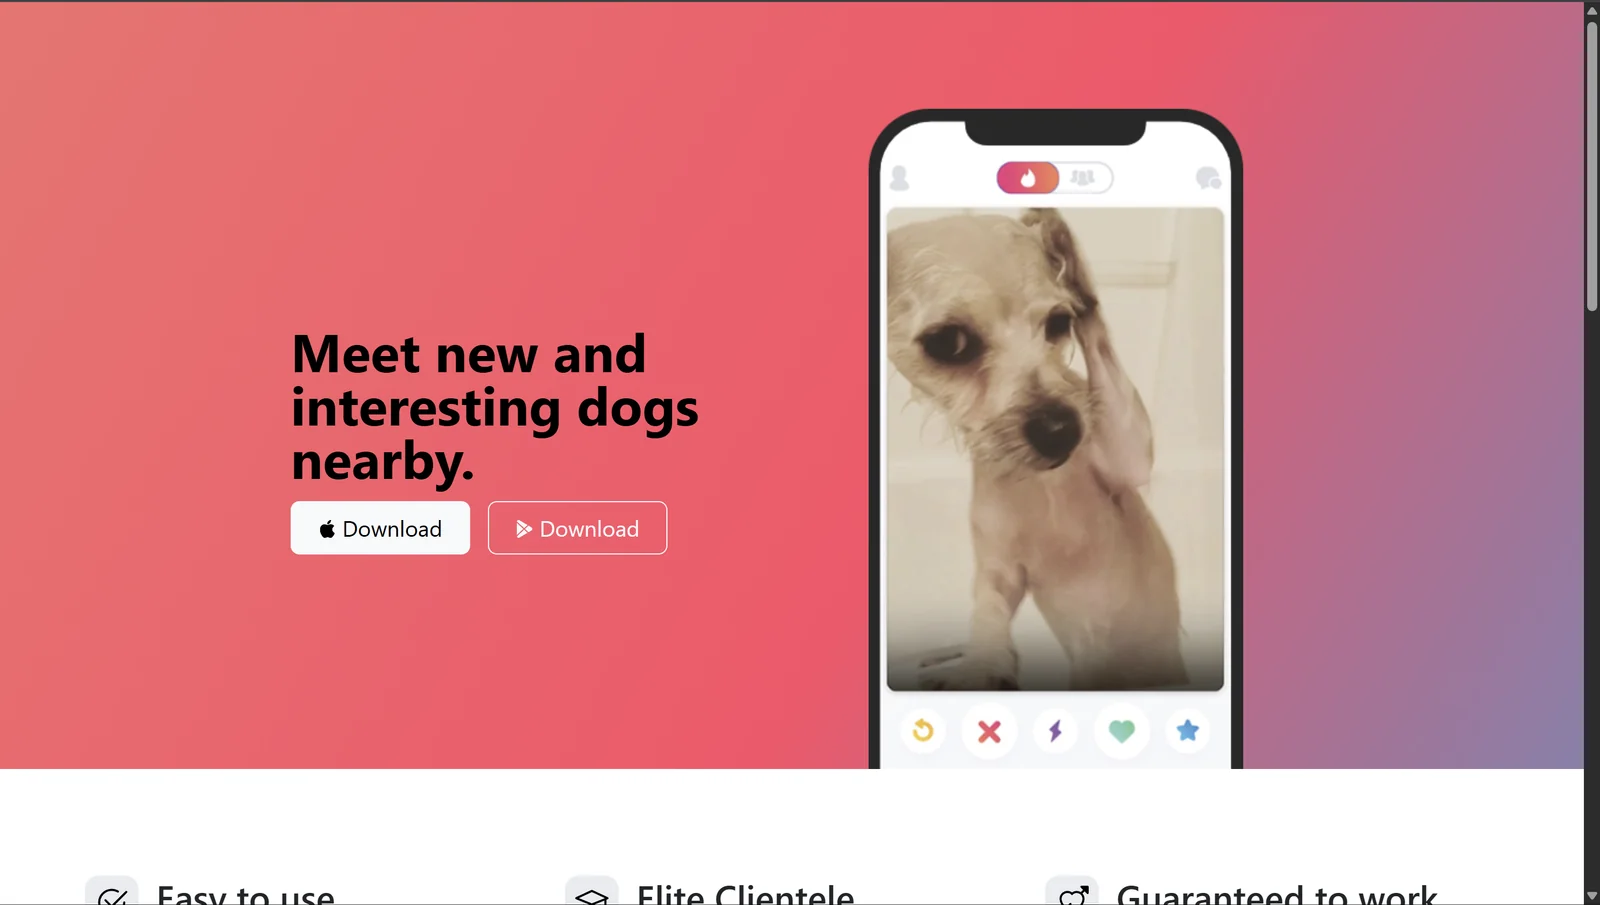 Meet new and
interesting dogs
nearby.
Download
Download
Easy to use
Elite Clientele
Guaranteed to work